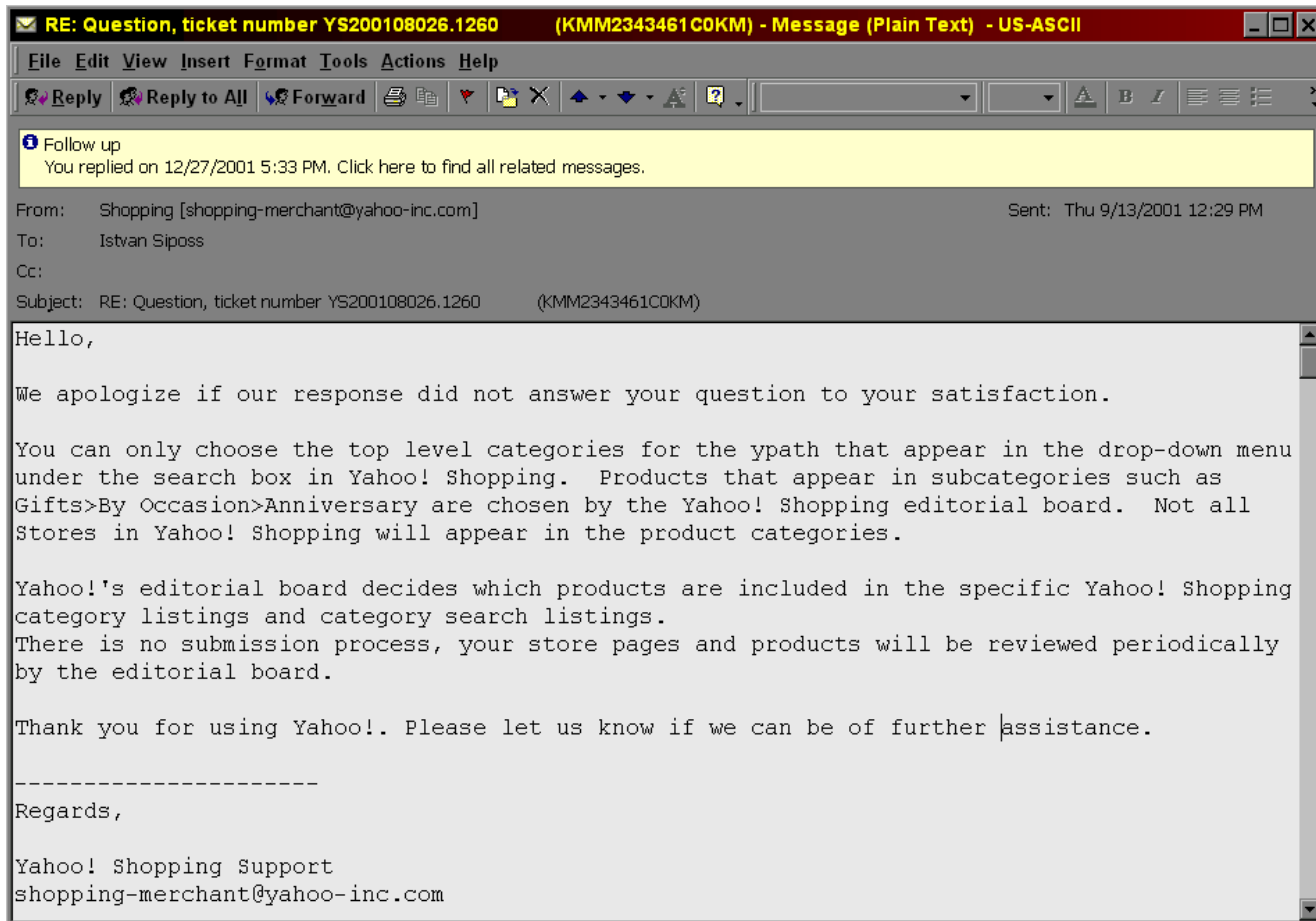 RE: Question, ticket number YS200108026.1260 (KMM2343461C0KM) - Message (Plain Text) - US-ASCII
File Edit View Insert Format Tools Actions Help
Reply Reply to All Forward A ? A B I
Follow up
You replied on 12/27/2001 5:33 PM. Click here to find all related messages.
From: Shopping [shopping-merchant@yahoo-inc.com] Sent: Thu 9/13/2001 12:29 PM
To: Istvan Siposs
Cc:
Subject: RE: Question, ticket number YS200108026.1260 (KMM2343461C0KM)
Hello,
We apologize if our response did not answer your question to your satisfaction.
You can only choose the top level categories for the ypath that appear in the drop-down menu
under the search box in Yahoo! Shopping.  Products that appear in subcategories such as
Gifts>By Occasion>Anniversary are chosen by the Yahoo! Shopping editorial board.  Not all
Stores in Yahoo! Shopping will appear in the product categories.
Yahoo!'s editorial board decides which products are included in the specific Yahoo! Shopping
category listings and category search listings.
There is no submission process, your store pages and products will be reviewed periodically
by the editorial board.
Thank you for using Yahoo!. Please let us know if we can be of further assistance.
----------------------
Regards,
Yahoo! Shopping Support
shopping-merchant@yahoo-inc.com